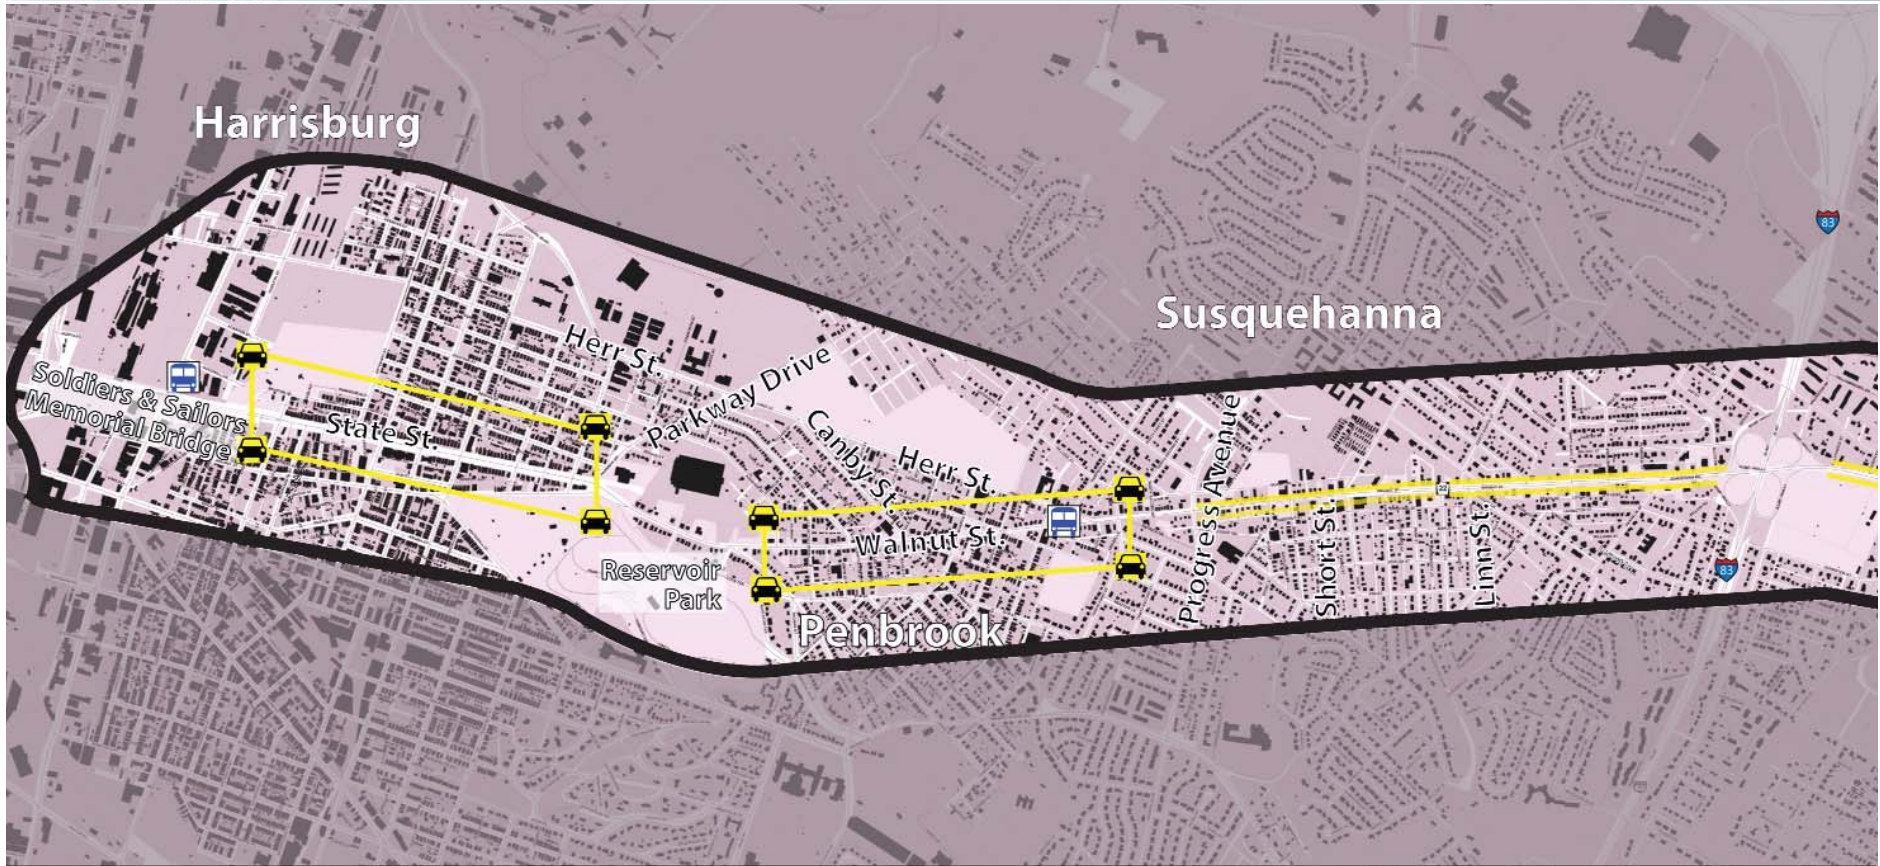 Harrisburg
83
Susquehanna
Herr St.
Parkway Drive
Soldiers & Sailors
Memorial Bridge
State St.
Canby St.
Herr St.
Progress Avenue
22
Walnut St.
Short St.
Linn St.
Reservoir
Park
83
Penbrook